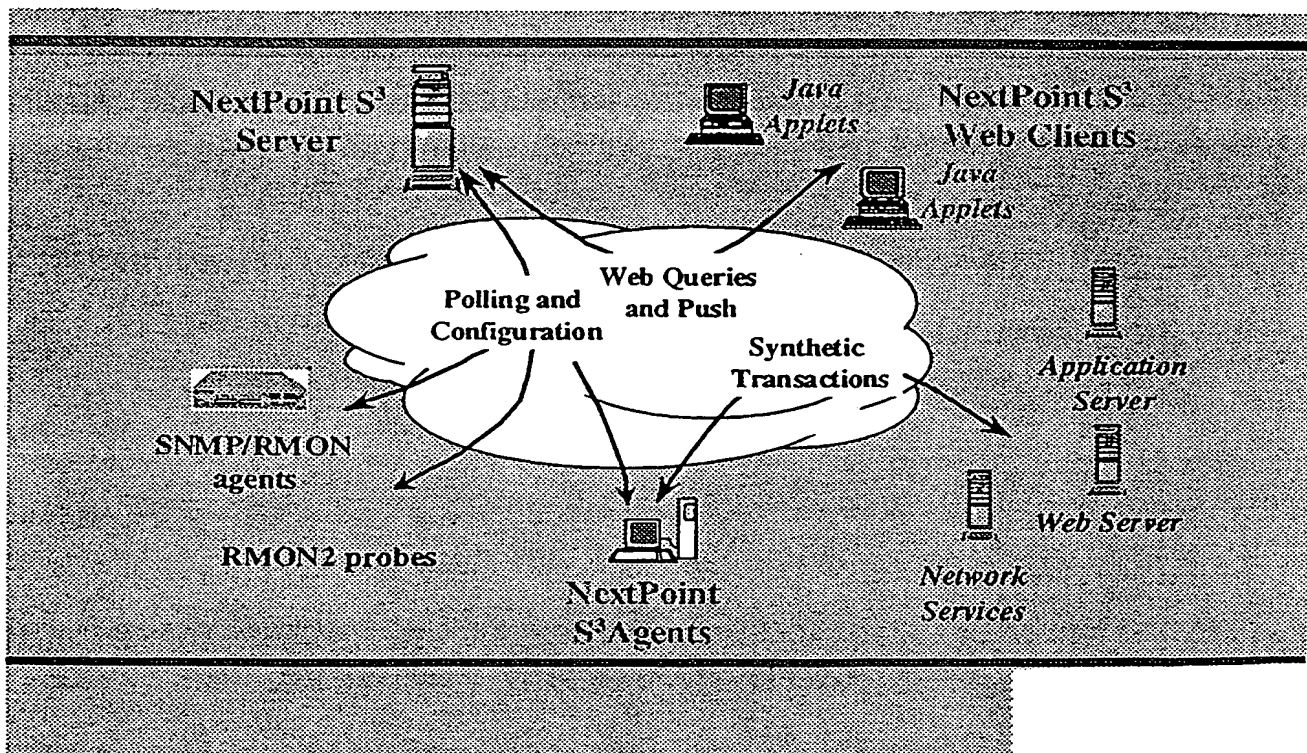 NextPoint S³
Server
Java
Applets
NextPoint S³
Web Clients
Java
Applets
Web Queries
and Push
Polling and
Configuration
Synthetic
Transactions
Application
Server
SNMP/RMON
agents
Web Server
RMON2 probes
NextPoint
S³Agents
Network
Services